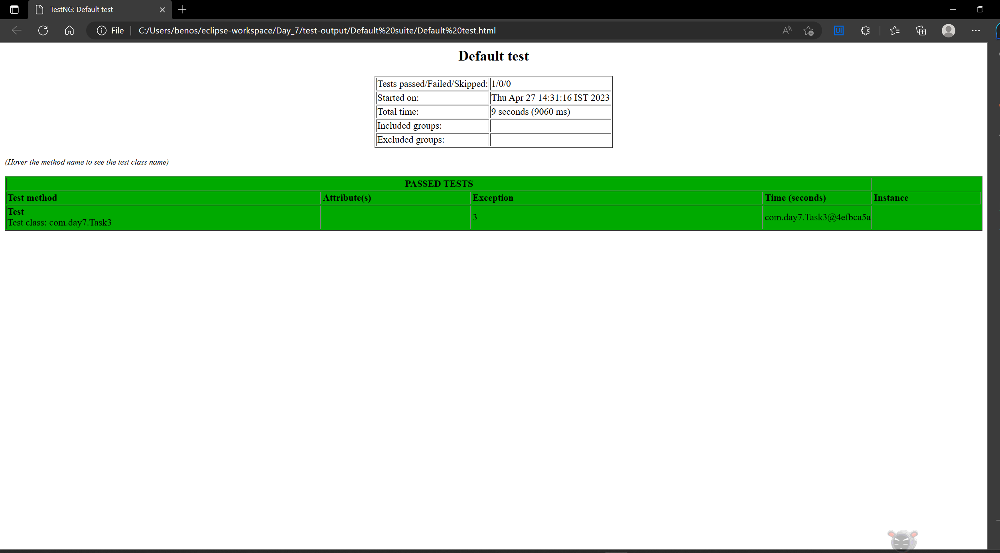 TestNG: Default test
File
C:/Users/benos/eclipse-workspace/Day_7/test-output/Default%20suite/Default%20test.html
A
Ui
Default test
Tests passed/Failed/Skipped: 1/0/0
Started on: Thu Apr 27 14:31:16 IST 2023
Total time: 9 seconds (9060 ms)
Included groups:
Excluded groups:
(Hover the method name to see the test class name)
PASSED TESTS
Test method Attribute(s) Exception Time (seconds) Instance
Test
Test class: com.day7.Task3 3 com.day7.Task3@4efbca5a